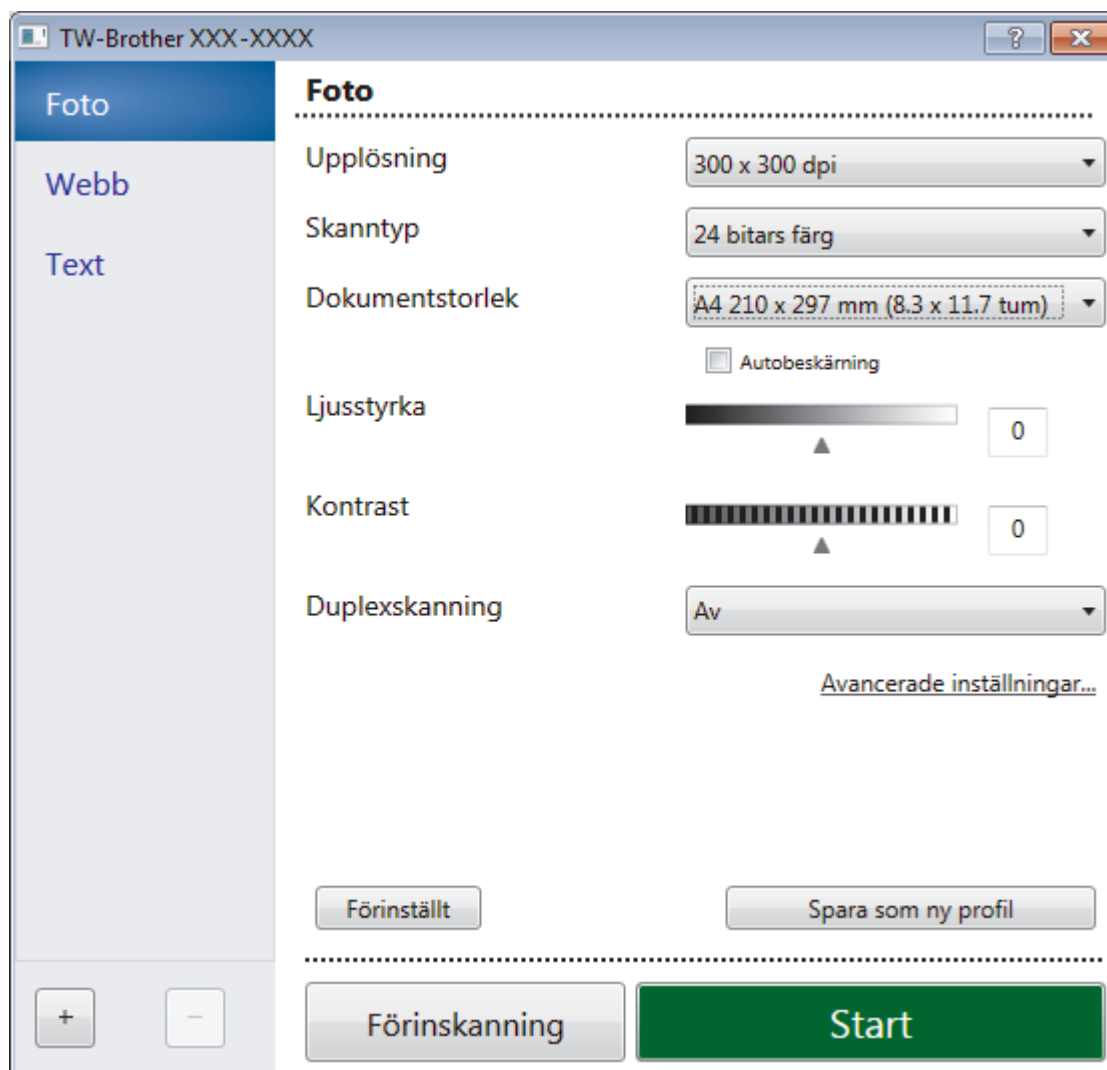 TW-Brother XXX-XXXX
?
Foto
Webb
Text
Foto
Upplösning
300 x 300 dpi
Skanntyp
24 bitars färg
Dokumentstorlek
A4 210 x 297 mm (8.3 x 11.7 tum)
Autobeskärning
Ljusstyrka
0
Kontrast
0
Duplexskanning
Av
Avancerade inställningar...
Förinställt
Spara som ny profil
+
−
Förinskanning
Start